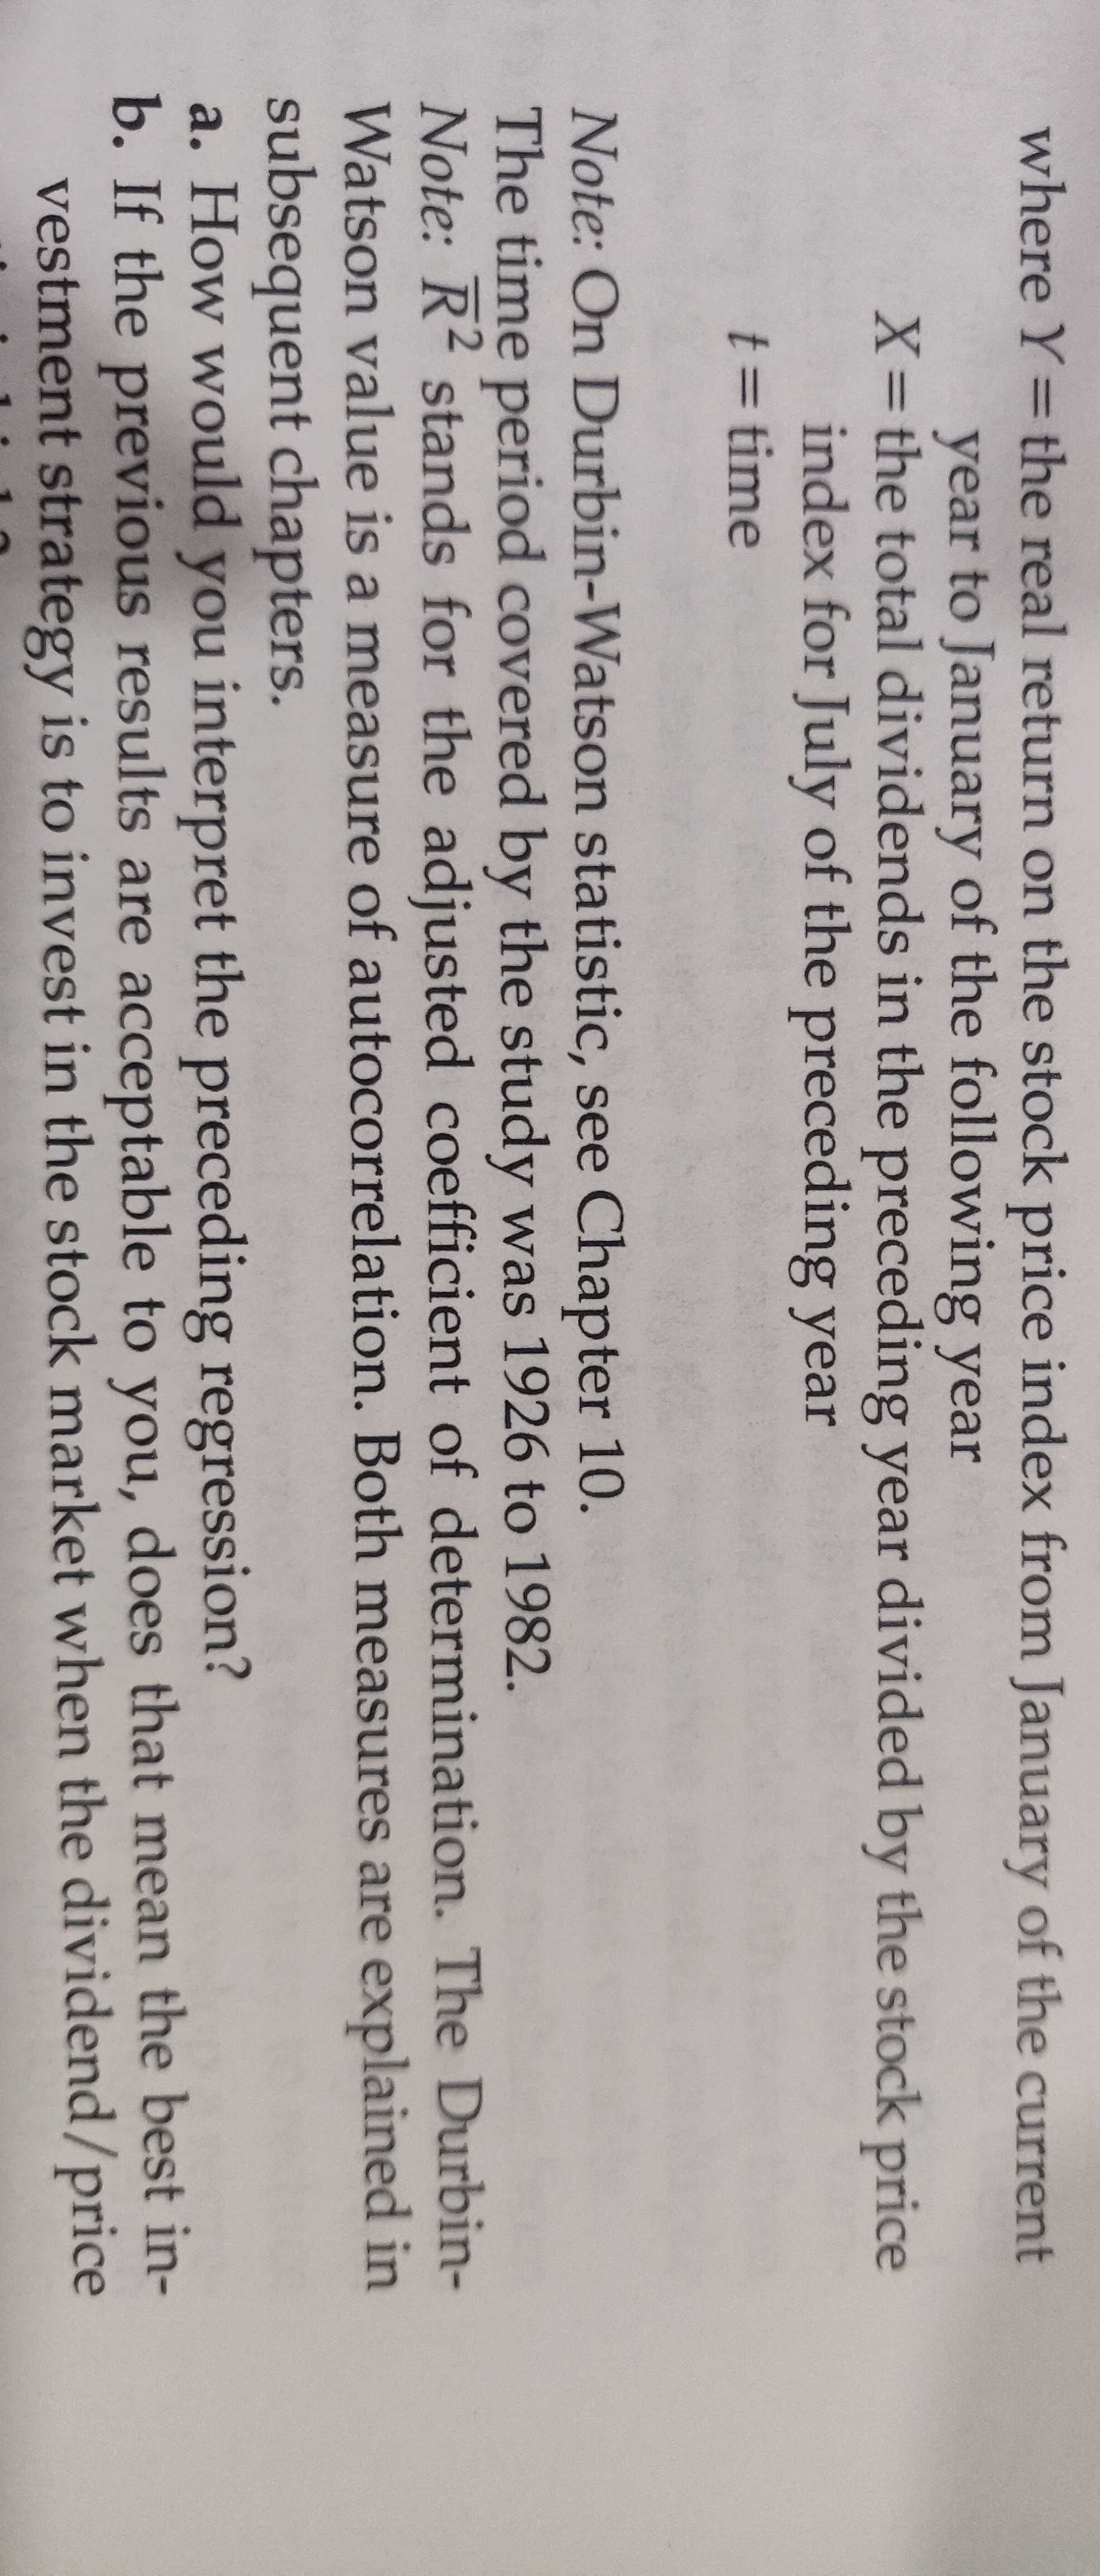 where Y = the real return on the stock price index from January of the current
year to January of the following year
X = the total dividends in the preceding year divided by the stock price
index for July of the preceding year
t = time
Note: On Durbin-Watson statistic, see Chapter 10.
The time period covered by the study was 1926 to 1982.
Note: R̅² stands for the adjusted coefficient of determination. The Durbin-
Watson value is a measure of autocorrelation. Both measures are explained in
subsequent chapters.
a. How would you interpret the preceding regression?
b. If the previous results are acceptable to you, does that mean the best in-
vestment strategy is to invest in the stock market when the dividend/price